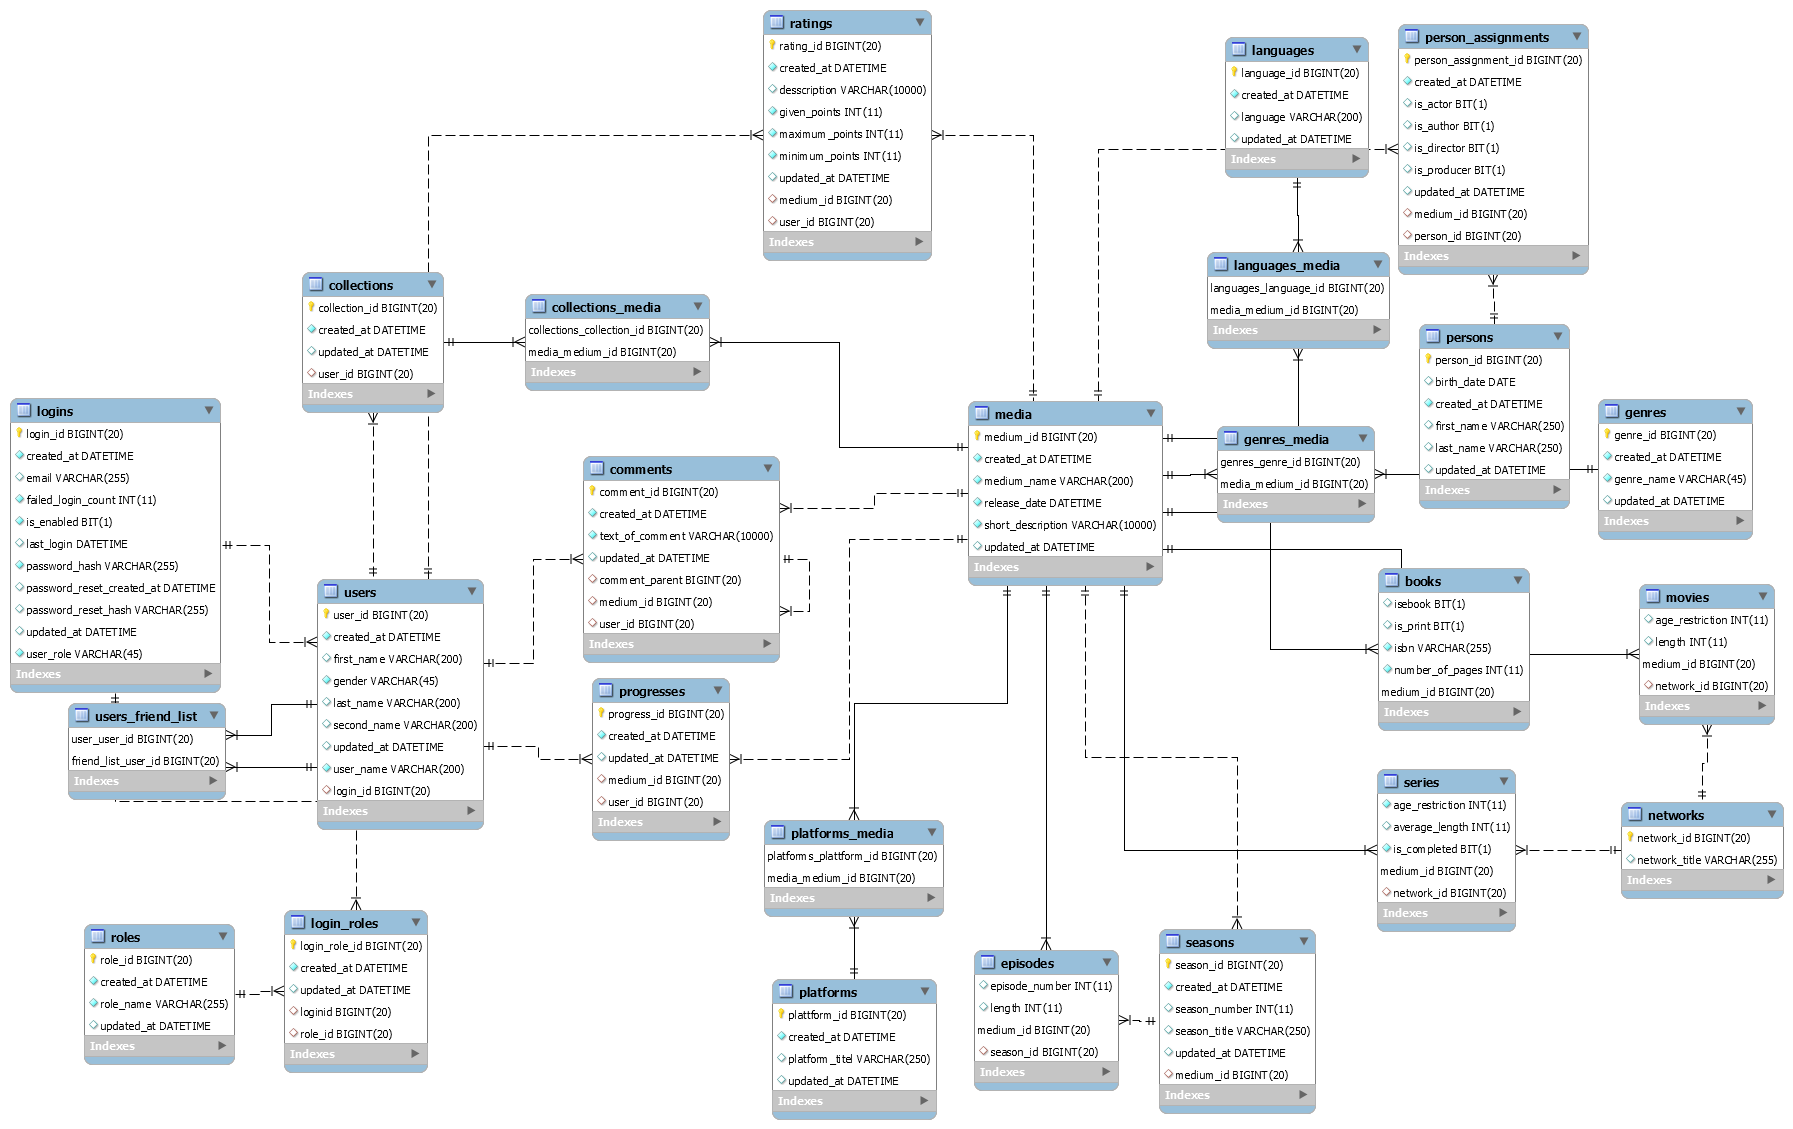 ratings
rating_id BIGINT(20)
created_at DATETIME
desscription VARCHAR(10000)
given_points INT(11)
maximum_points INT(11)
minimum_points INT(11)
updated_at DATETIME
medium_id BIGINT(20)
user_id BIGINT(20)
Indexes
languages
language_id BIGINT(20)
created_at DATETIME
language VARCHAR(200)
updated_at DATETIME
Indexes
person_assignments
person_assignment_id BIGINT(20)
created_at DATETIME
is_actor BIT(1)
is_author BIT(1)
is_director BIT(1)
is_producer BIT(1)
updated_at DATETIME
medium_id BIGINT(20)
person_id BIGINT(20)
Indexes
collections
collection_id BIGINT(20)
created_at DATETIME
updated_at DATETIME
user_id BIGINT(20)
Indexes
collections_media
collections_collection_id BIGINT(20)
media_medium_id BIGINT(20)
Indexes
languages_media
languages_language_id BIGINT(20)
media_medium_id BIGINT(20)
Indexes
persons
person_id BIGINT(20)
birth_date DATE
created_at DATETIME
first_name VARCHAR(250)
last_name VARCHAR(250)
updated_at DATETIME
Indexes
logins
login_id BIGINT(20)
created_at DATETIME
email VARCHAR(255)
failed_login_count INT(11)
is_enabled BIT(1)
last_login DATETIME
password_hash VARCHAR(255)
password_reset_created_at DATETIME
password_reset_hash VARCHAR(255)
updated_at DATETIME
user_role VARCHAR(45)
Indexes
media
medium_id BIGINT(20)
created_at DATETIME
medium_name VARCHAR(200)
release_date DATETIME
short_description VARCHAR(10000)
updated_at DATETIME
Indexes
genres_media
genres_genre_id BIGINT(20)
media_medium_id BIGINT(20)
Indexes
genres
genre_id BIGINT(20)
created_at DATETIME
genre_name VARCHAR(45)
updated_at DATETIME
Indexes
comments
comment_id BIGINT(20)
created_at DATETIME
text_of_comment VARCHAR(10000)
updated_at DATETIME
comment_parent BIGINT(20)
medium_id BIGINT(20)
user_id BIGINT(20)
Indexes
users
user_id BIGINT(20)
created_at DATETIME
first_name VARCHAR(200)
gender VARCHAR(45)
last_name VARCHAR(200)
second_name VARCHAR(200)
updated_at DATETIME
user_name VARCHAR(200)
login_id BIGINT(20)
Indexes
books
isebook BIT(1)
is_print BIT(1)
isbn VARCHAR(255)
number_of_pages INT(11)
medium_id BIGINT(20)
Indexes
movies
age_restriction INT(11)
length INT(11)
medium_id BIGINT(20)
network_id BIGINT(20)
Indexes
users_friend_list
user_user_id BIGINT(20)
friend_list_user_id BIGINT(20)
Indexes
progresses
progress_id BIGINT(20)
created_at DATETIME
updated_at DATETIME
medium_id BIGINT(20)
user_id BIGINT(20)
Indexes
series
age_restriction INT(11)
average_length INT(11)
is_completed BIT(1)
medium_id BIGINT(20)
network_id BIGINT(20)
Indexes
networks
network_id BIGINT(20)
network_title VARCHAR(255)
Indexes
platforms_media
platforms_plattform_id BIGINT(20)
media_medium_id BIGINT(20)
Indexes
roles
role_id BIGINT(20)
created_at DATETIME
role_name VARCHAR(255)
updated_at DATETIME
Indexes
login_roles
login_role_id BIGINT(20)
created_at DATETIME
updated_at DATETIME
loginid BIGINT(20)
role_id BIGINT(20)
Indexes
platforms
plattform_id BIGINT(20)
created_at DATETIME
platform_titel VARCHAR(250)
updated_at DATETIME
Indexes
episodes
episode_number INT(11)
length INT(11)
medium_id BIGINT(20)
season_id BIGINT(20)
Indexes
seasons
season_id BIGINT(20)
created_at DATETIME
season_number INT(11)
season_title VARCHAR(250)
updated_at DATETIME
medium_id BIGINT(20)
Indexes